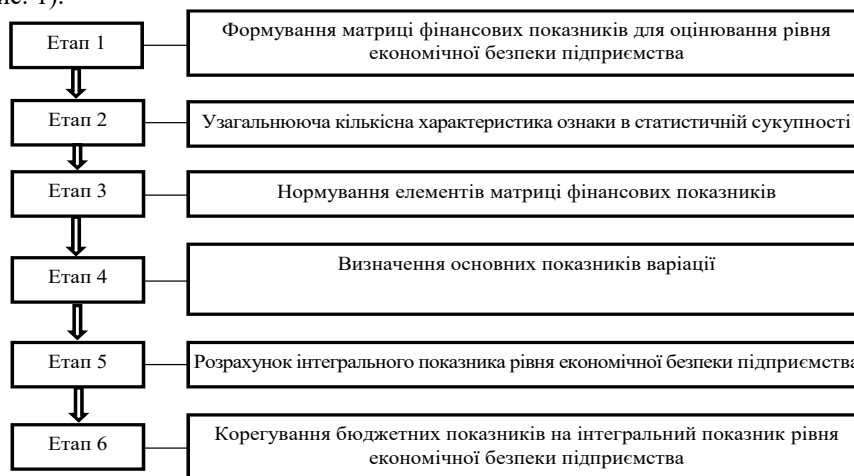 ис. 1).
Етап 1
Формування матриці фінансових показників для оцінювання рівня
економічної безпеки підприємства
Етап 2
Узагальнююча кількісна характеристика ознаки в статистичній сукупності
Етап 3
Нормування елементів матриці фінансових показників
Етап 4
Визначення основних показників варіації
Етап 5
Розрахунок інтегрального показника рівня економічної безпеки підприємства
Етап 6
Корегування бюджетних показників на інтегральний показник рівня
економічної безпеки підприємства